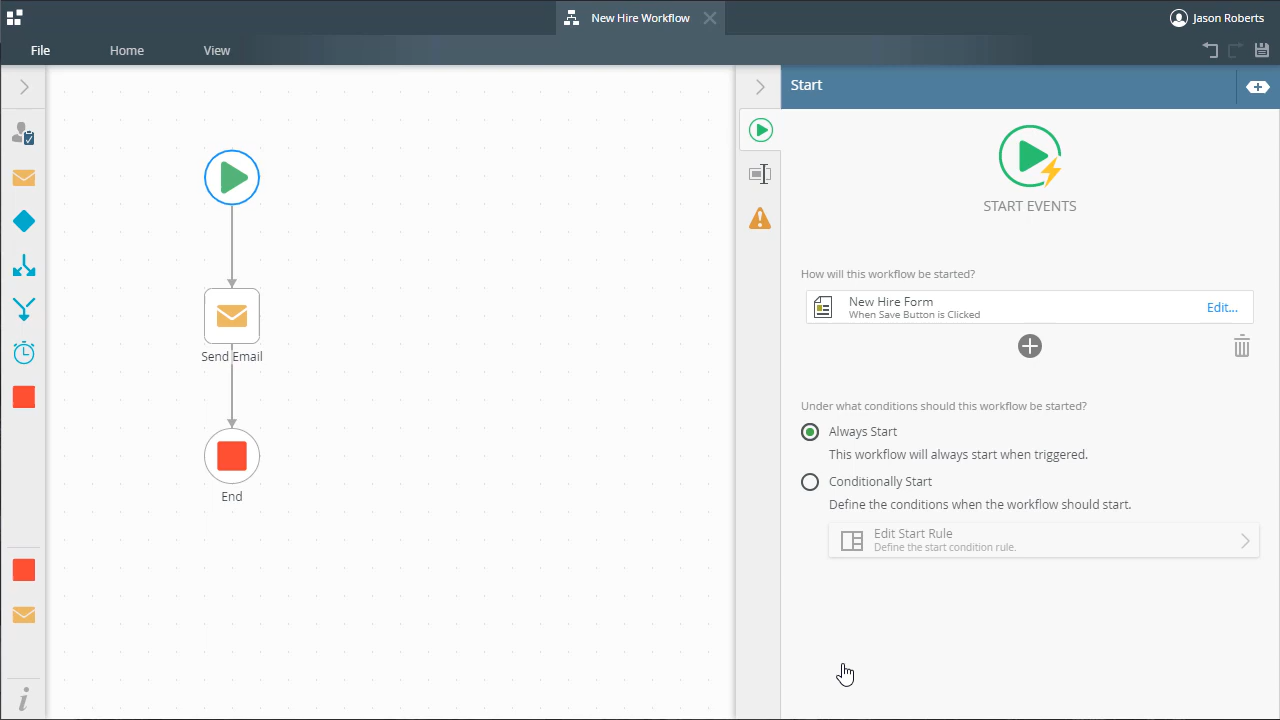 New Hire Workflow
Jason Roberts
File
Home
View
Start
START EVENTS
How will this workflow be started?
New Hire Form
When Save Button is Clicked
Edit...
Under what conditions should this workflow be started?
Always Start
This workflow will always start when triggered.
Conditionally Start
Define the conditions when the workflow should start.
Edit Start Rule
Define the start condition rule.
Send Email
End